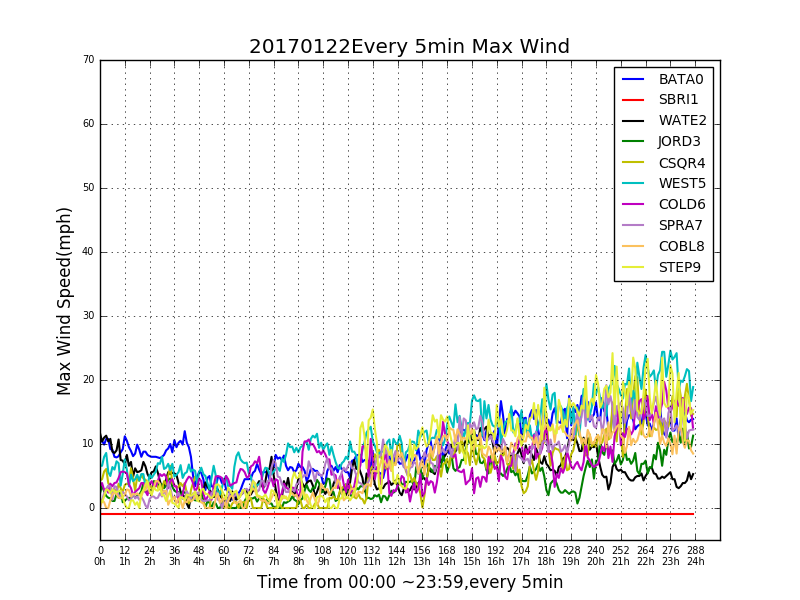 20170122Every 5min Max Wind
70
60
50
40
30
20
10
0
Max Wind Speed(mph)
BATA0
SBRI1
WATE2
JORD3
CSQR4
WEST5
COLD6
SPRA7
COBL8
STEP9
0 12 24 36 48 60 72 84 96 108 120 132 144 156 168 180 192 204 216 228 240 252 264 276 288
0h 1h 2h 3h 4h 5h 6h 7h 8h 9h 10h 11h 12h 13h 14h 15h 16h 17h 18h 19h 20h 21h 22h 23h 24h
Time from 00:00 ~23:59,every 5min